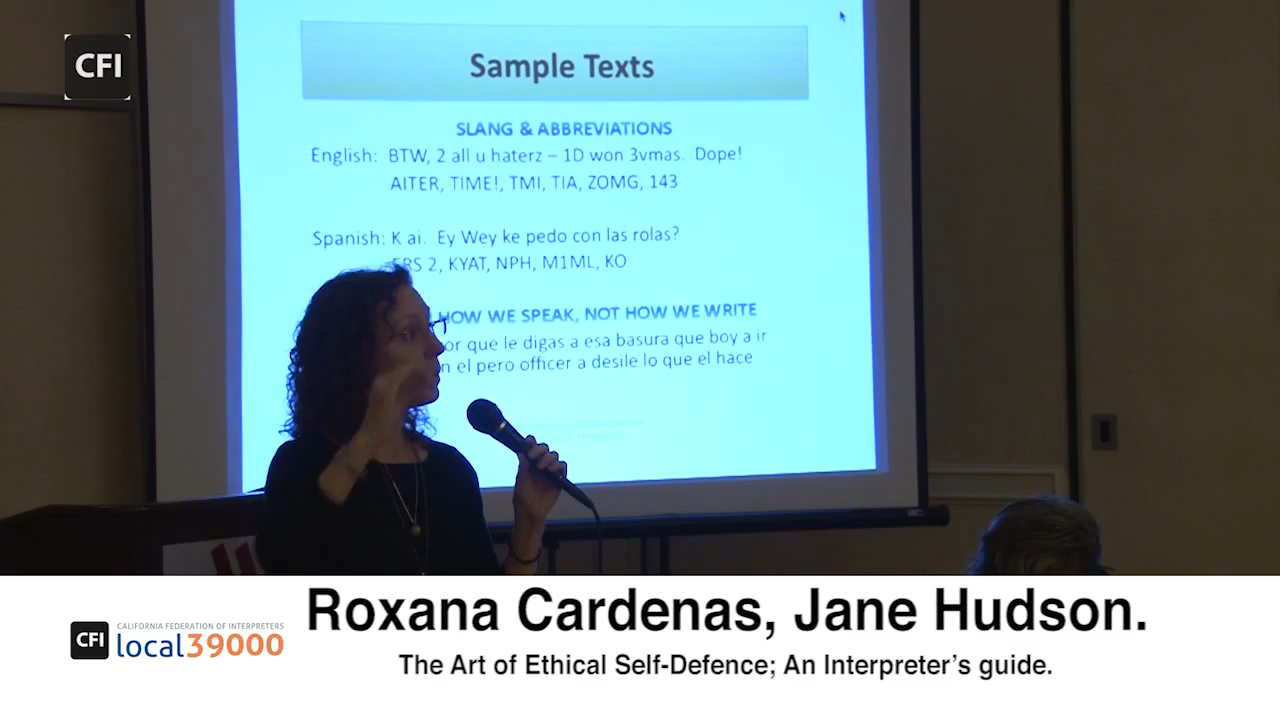 CFI
Sample Texts
SLANG & ABBREVIATIONS
English: BTW, 2 all u haterz – 1D won 3vmas. Dope!
AITER, TIME!, TMI, TIA, ZOMG, 143
Spanish: K ai. Ey Wey ke pedo con las rolas?
2, KYAT, NPH, M1ML, KO
HOW WE SPEAK, NOT HOW WE WRITE
que le digas a esa basura que boy a ir
el pero officer a desile lo que el hace
CFI
CALIFORNIA FEDERATION OF INTERPRETERS
local39000
Roxana Cardenas, Jane Hudson.
The Art of Ethical Self-Defence; An Interpreter's guide.